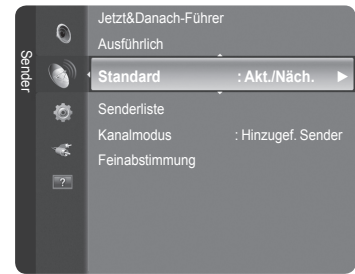 Sender
Jetzt&Danach-Führer
Ausführlich
Standard : Akt./Näch. ►
Senderliste
Kanalmodus : Hinzugef. Sender
Feinabstimmung
?